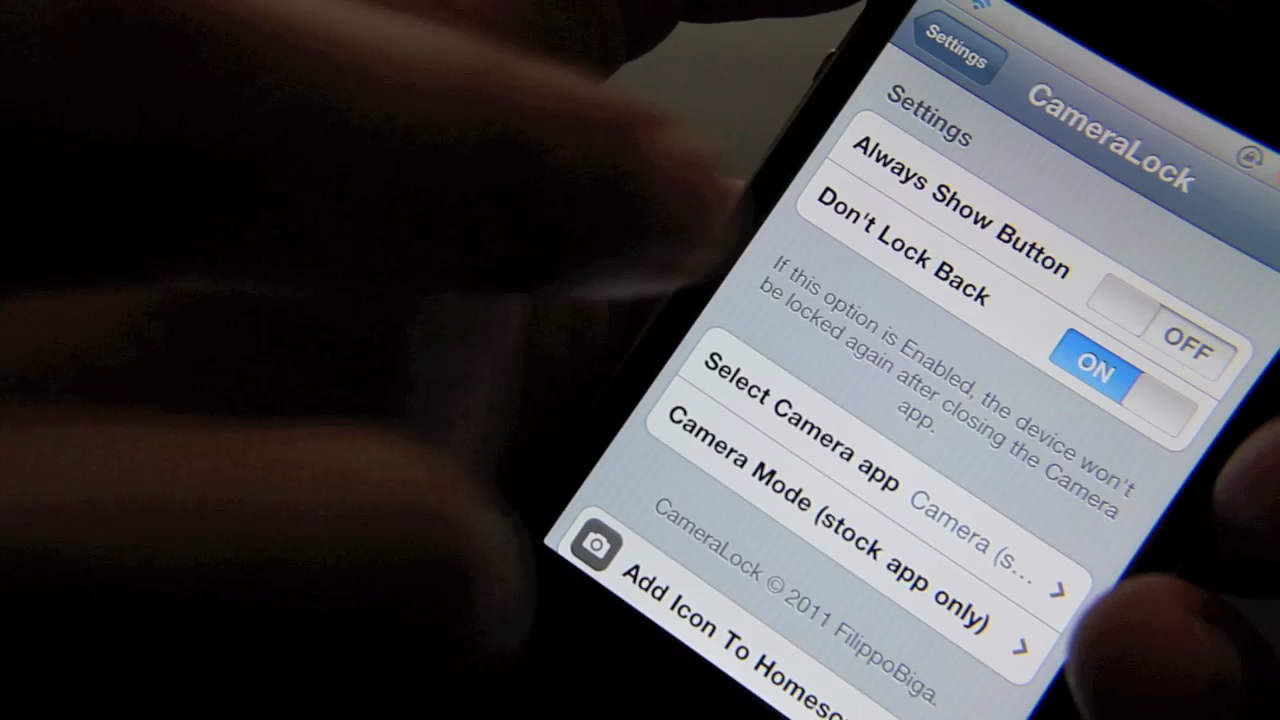 Settings
CameraLock
Settings
Always Show Button
OFF
Don't Lock Back
ON
If this option is Enabled, the device won't
be locked again after closing the Camera
app.
Select Camera app Camera (s...
Camera Mode (stock app only)
CameraLock © 2011 FilippoBiga.
Add Icon To Homesc